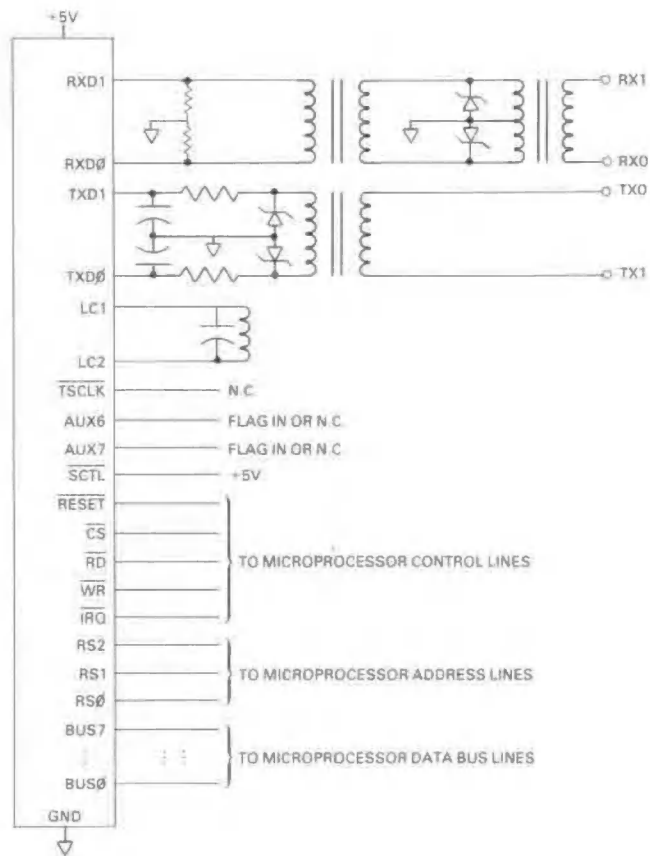 +5V
RXD1
RX1
RXDØ
RX0
TXD1
TX0
TXDØ
TX1
LC1
LC2
TSCLK
N.C.
AUX6
FLAG IN OR N.C.
AUX7
FLAG IN OR N.C
SCTL
+5V
RESET
CS
RD
TO MICROPROCESSOR CONTROL LINES
WR
IRQ
RS2
RS1
TO MICROPROCESSOR ADDRESS LINES
RSØ
BUS7
TO MICROPROCESSOR DATA BUS LINES
BUSØ
GND